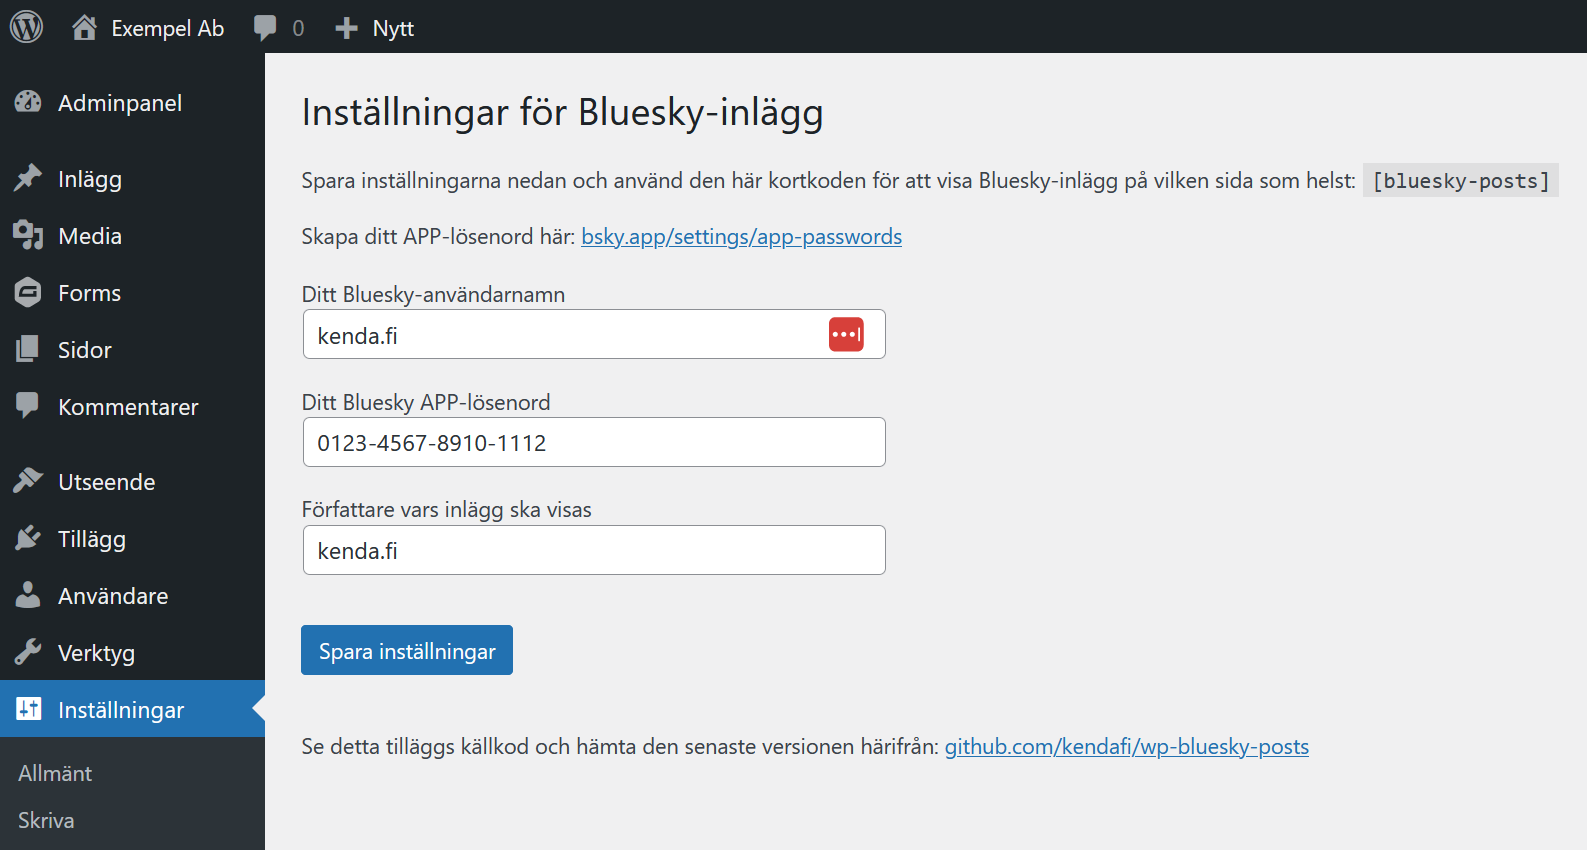 Exempel Ab 0 Nytt
Adminpanel
Inlägg
Media
Forms
Sidor
Kommentarer
Utseende
Tillägg
Användare
Verktyg
Inställningar
Allmänt
Skriva
Inställningar för Bluesky-inlägg
Spara inställningarna nedan och använd den här kortkoden för att visa Bluesky-inlägg på vilken sida som helst: [bluesky-posts]
Skapa ditt APP-lösenord här: bsky.app/settings/app-passwords
Ditt Bluesky-användarnamn
kenda.fi
Ditt Bluesky APP-lösenord
0123-4567-8910-1112
Författare vars inlägg ska visas
kenda.fi
Spara inställningar
Se detta tilläggs källkod och hämta den senaste versionen härifrån: github.com/kendafi/wp-bluesky-posts